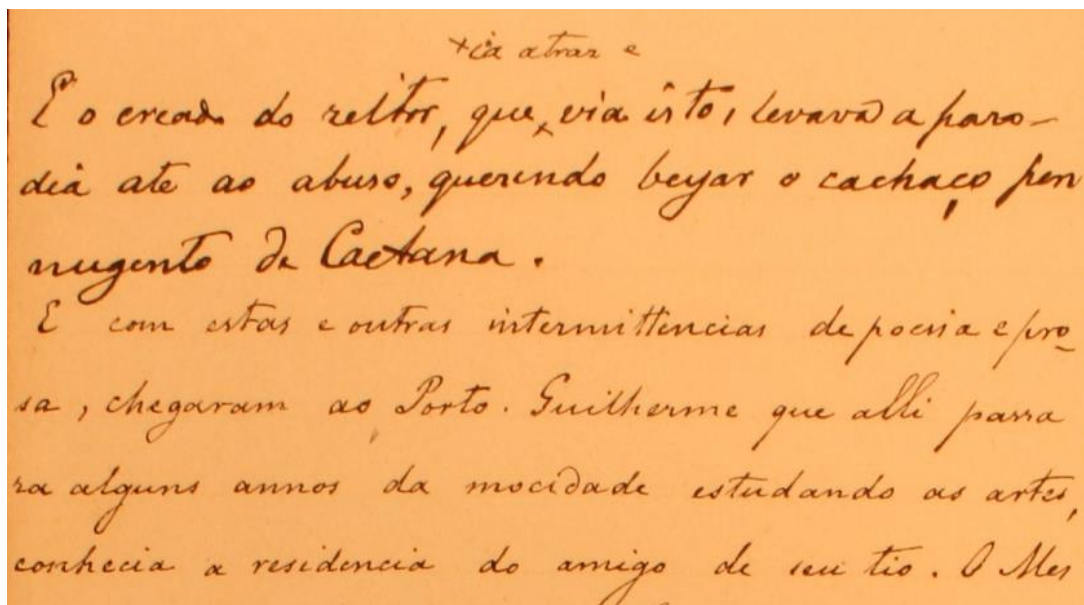 × ia atraz e
E o creado do reitor, que × via isto, levava a paro-
dia até ao abuso, querendo beijar o cachaço pen
nugento de Caetana.
E com estas e outras intermittencias de poesia e pro-
sa, chegaram ao Porto. Guilherme que alli passa
ra alguns annos da mocidade estudando as artes,
conhecia a residencia do amigo de seu tio. O Mes